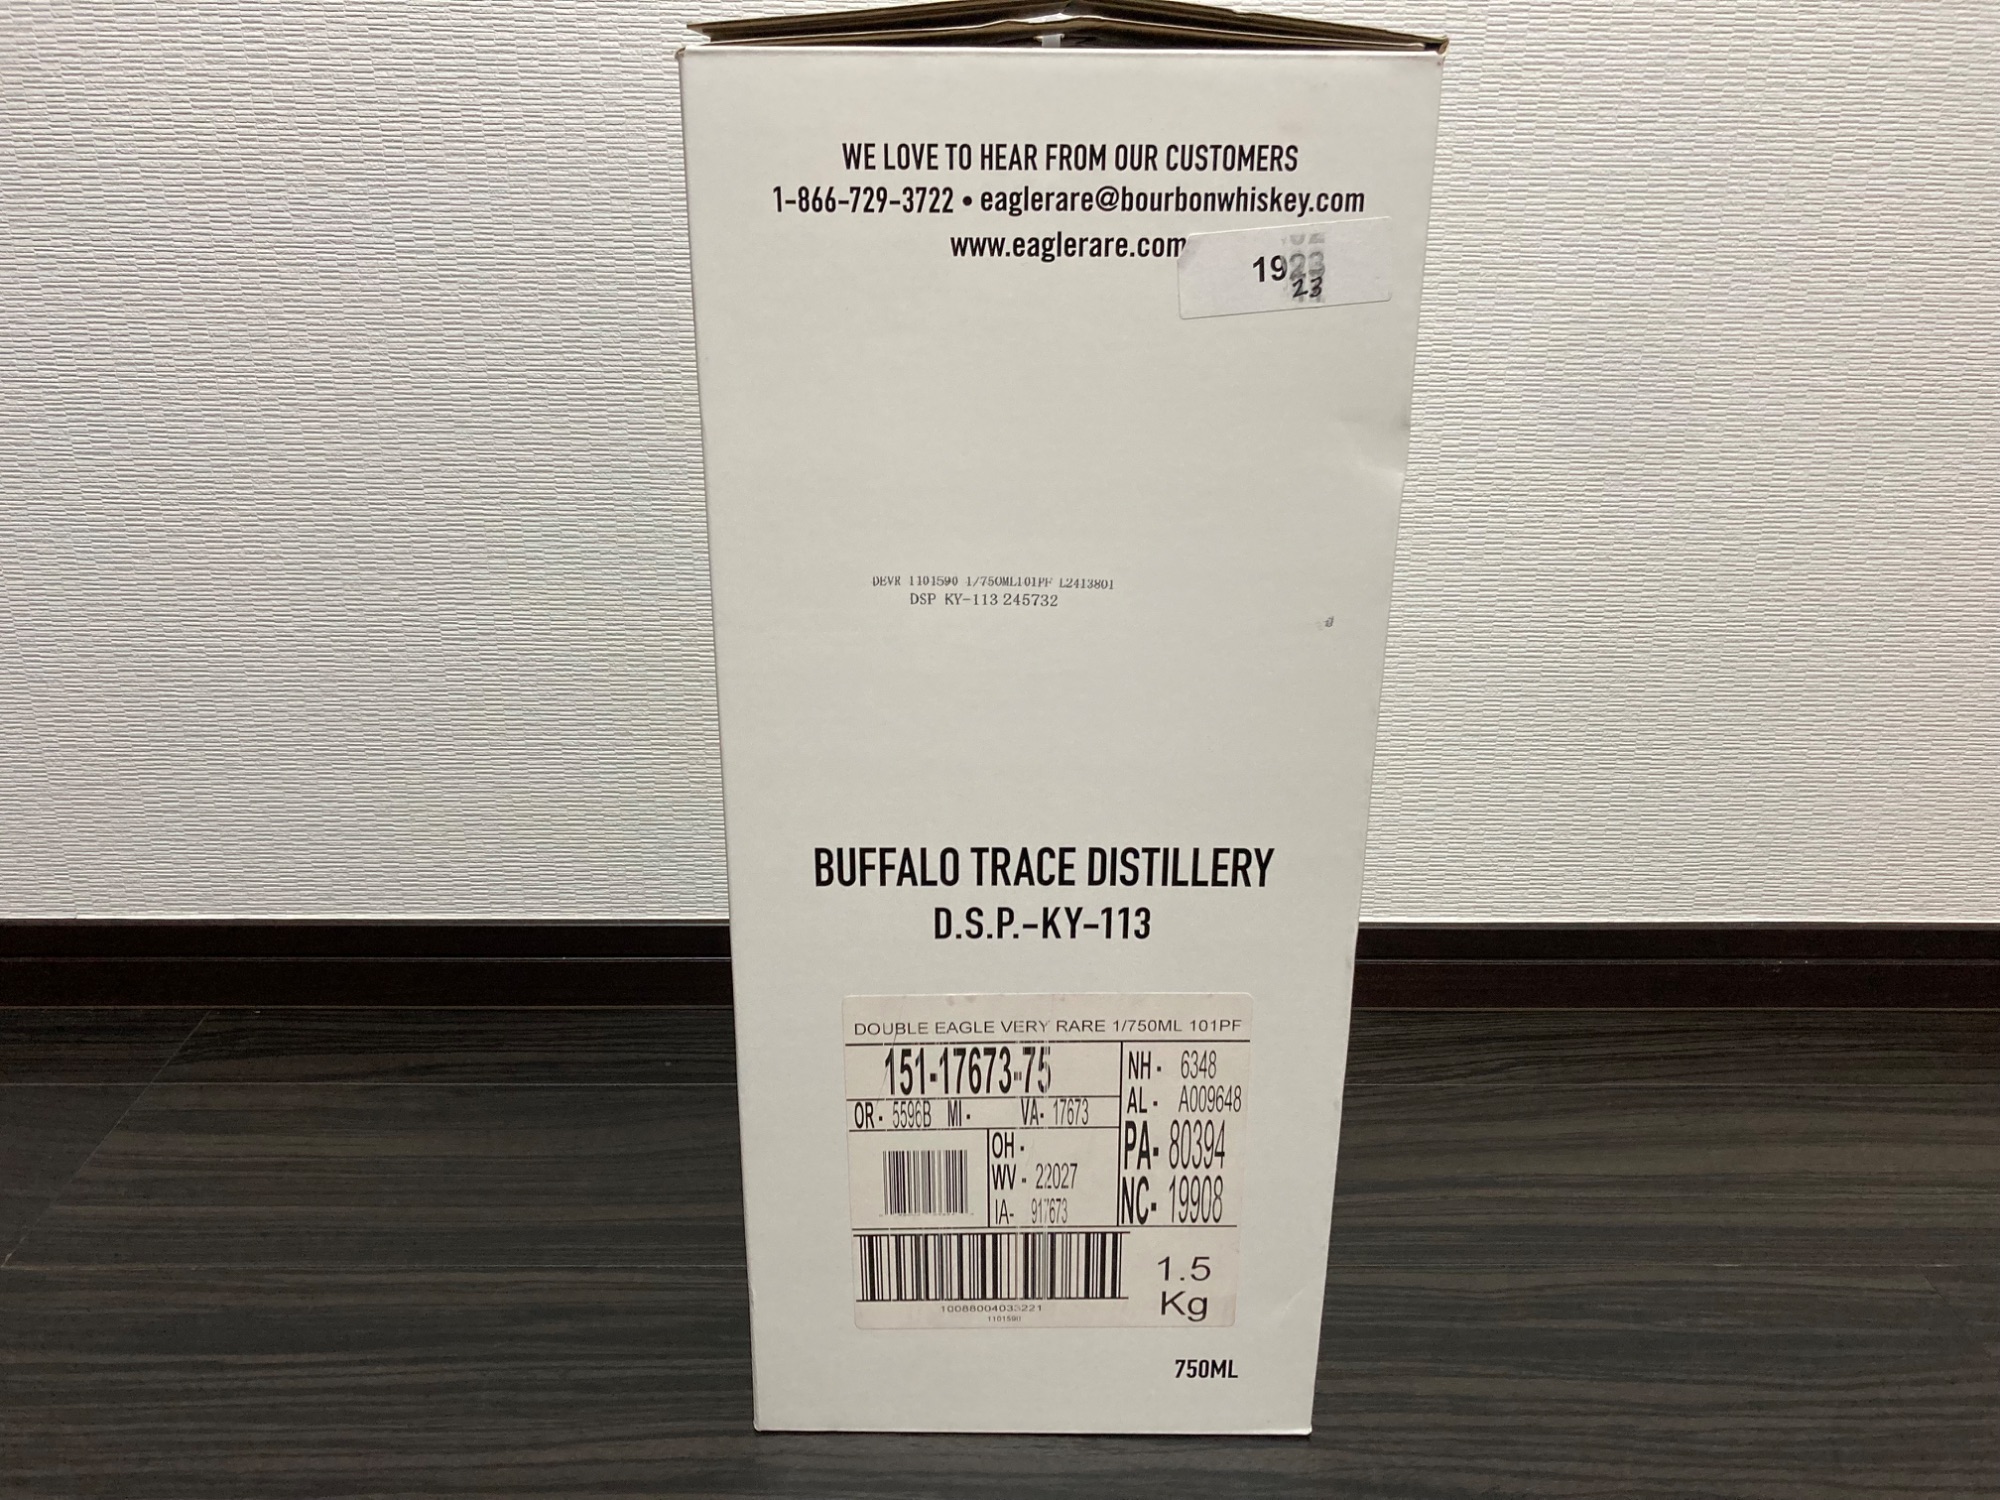 WE LOVE TO HEAR FROM OUR CUSTOMERS
1-866-729-3722 • eaglerare@bourbonwhiskey.com
www.eaglerare.com
1923
23
DEVR 1101590 1/750ML101PF L2413801
DSP KY-113 245732
BUFFALO TRACE DISTILLERY
D.S.P.-KY-113
DOUBLE EAGLE VERY RARE 1/750ML 101PF
151-17673-75
NH- 6348
AL- A009648
OR- 5596B MI- VA- 17673
PA- 80394
OH-
WV- 22027
NC- 19908
IA- 917673
1.5
Kg
10088004033221
1101590
750ML